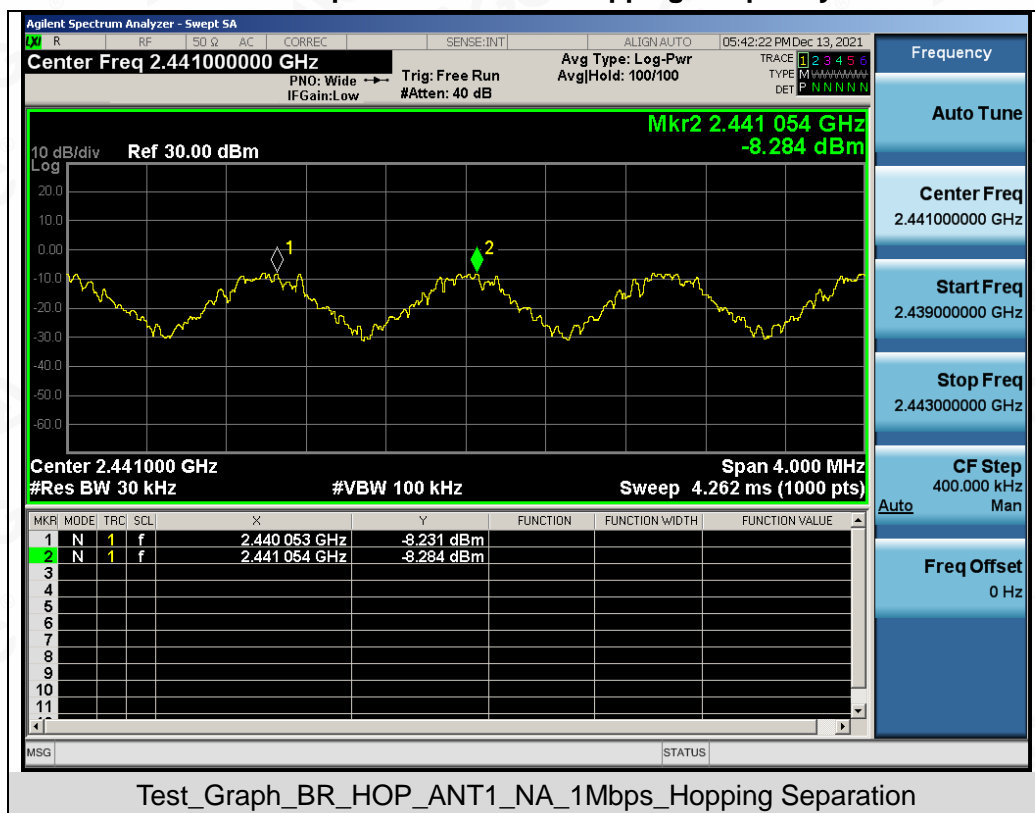 Agilent Spectrum Analyzer - Swept SA
LXI R RF 50 Ω AC CORREC SENSE:INT ALIGN AUTO 05:42:22 PM Dec 13, 2021
Center Freq 2.441000000 GHz
PNO: Wide
IFGain:Low
Trig: Free Run
#Atten: 40 dB
Avg Type: Log-Pwr
Avg|Hold: 100/100
TRACE 1 2 3 4 5 6
TYPE M
DET P N N N N N
Mkr2 2.441 054 GHz
-8.284 dBm
10 dB/div Ref 30.00 dBm
Log
20.0
10.0
0.00
-10.0
-20.0
-30.0
-40.0
-50.0
-60.0
1
2
Center 2.441000 GHz Span 4.000 MHz
#Res BW 30 kHz #VBW 100 kHz Sweep 4.262 ms (1000 pts)
MKR MODE TRC SCL X Y FUNCTION FUNCTION WIDTH FUNCTION VALUE
1 N 1 f 2.440 053 GHz -8.231 dBm
2 N 1 f 2.441 054 GHz -8.284 dBm
3
4
5
6
7
8
9
10
11
MSG STATUS
Frequency
Auto Tune
Center Freq
2.441000000 GHz
Start Freq
2.439000000 GHz
Stop Freq
2.443000000 GHz
CF Step
400.000 kHz
Auto Man
Freq Offset
0 Hz
Test_Graph_BR_HOP_ANT1_NA_1Mbps_Hopping Separation